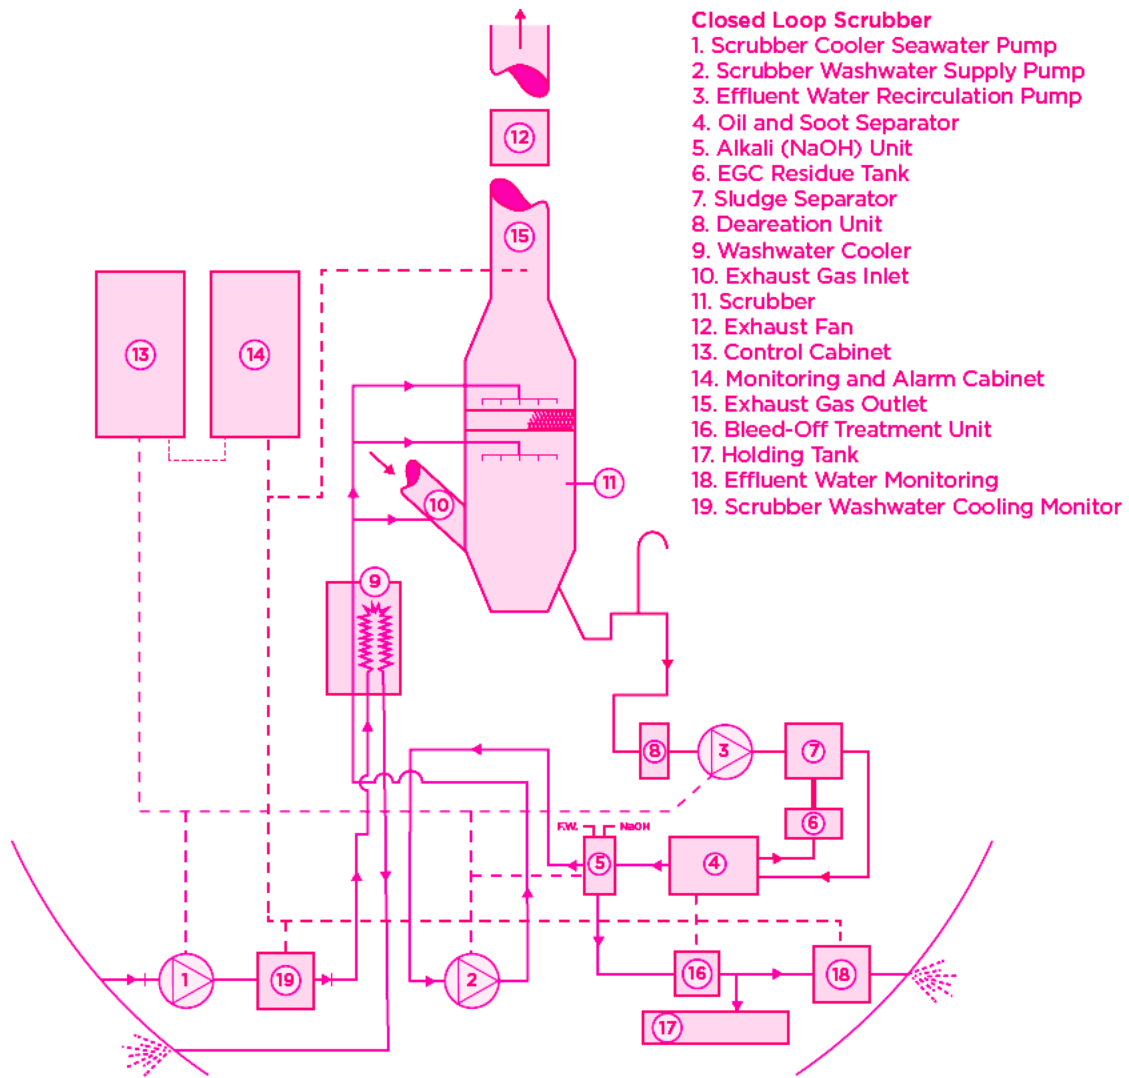 Closed Loop Scrubber
1. Scrubber Cooler Seawater Pump
2. Scrubber Washwater Supply Pump
3. Effluent Water Recirculation Pump
4. Oil and Soot Separator
5. Alkali (NaOH) Unit
6. EGC Residue Tank
7. Sludge Separator
8. Deareation Unit
9. Washwater Cooler
10. Exhaust Gas Inlet
11. Scrubber
12. Exhaust Fan
13. Control Cabinet
14. Monitoring and Alarm Cabinet
15. Exhaust Gas Outlet
16. Bleed-Off Treatment Unit
17. Holding Tank
18. Effluent Water Monitoring
19. Scrubber Washwater Cooling Monitor
12
15
13
14
11
10
9
8
3
7
6
F.W.
NaOH
5
4
1
19
2
16
18
17